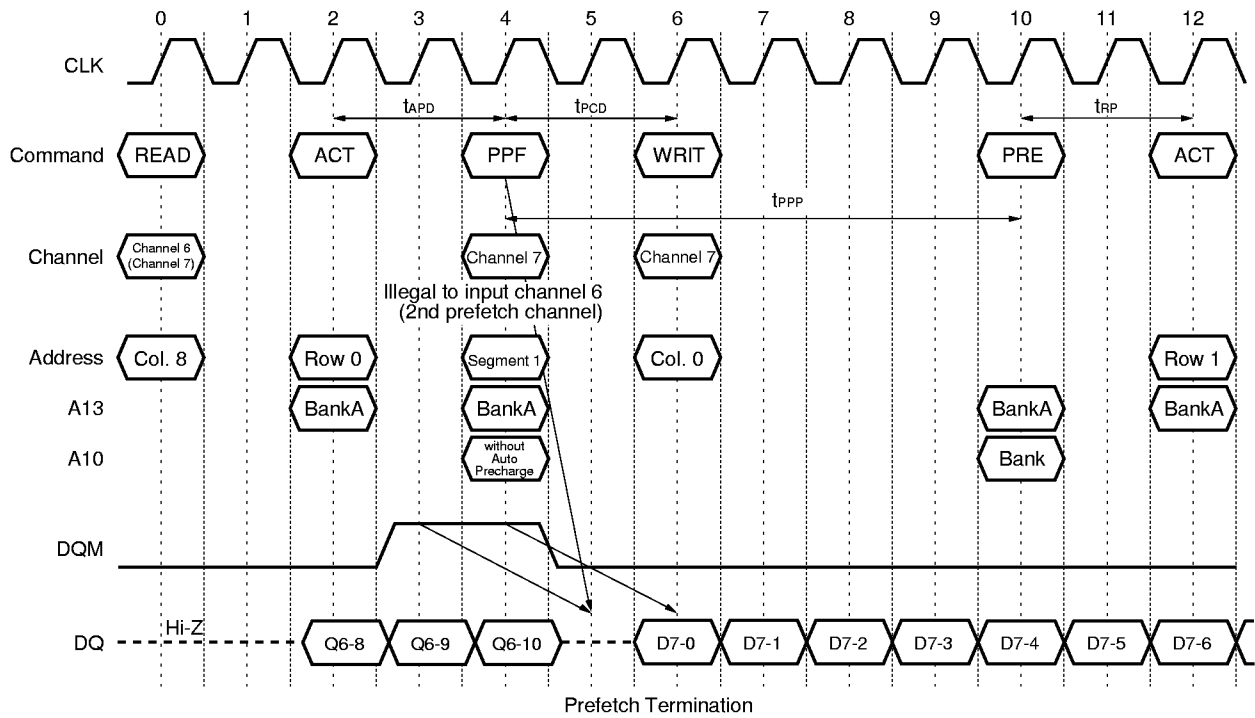 0 1 2 3 4 5 6 7 8 9 10 11 12
CLK
tAPD tPCD tRP
Command READ ACT PPF WRIT PRE ACT
tPPP
Channel Channel 6 Channel 7 Channel 7
(Channel 7)
Illegal to input channel 6
(2nd prefetch channel)
Address Col. 8 Row 0 Segment 1 Col. 0 Row 1
A13 BankA BankA BankA BankA
A10 without Bank
Auto
Precharge
DQM
Hi-Z
DQ Q6-8 Q6-9 Q6-10 D7-0 D7-1 D7-2 D7-3 D7-4 D7-5 D7-6
Prefetch Termination